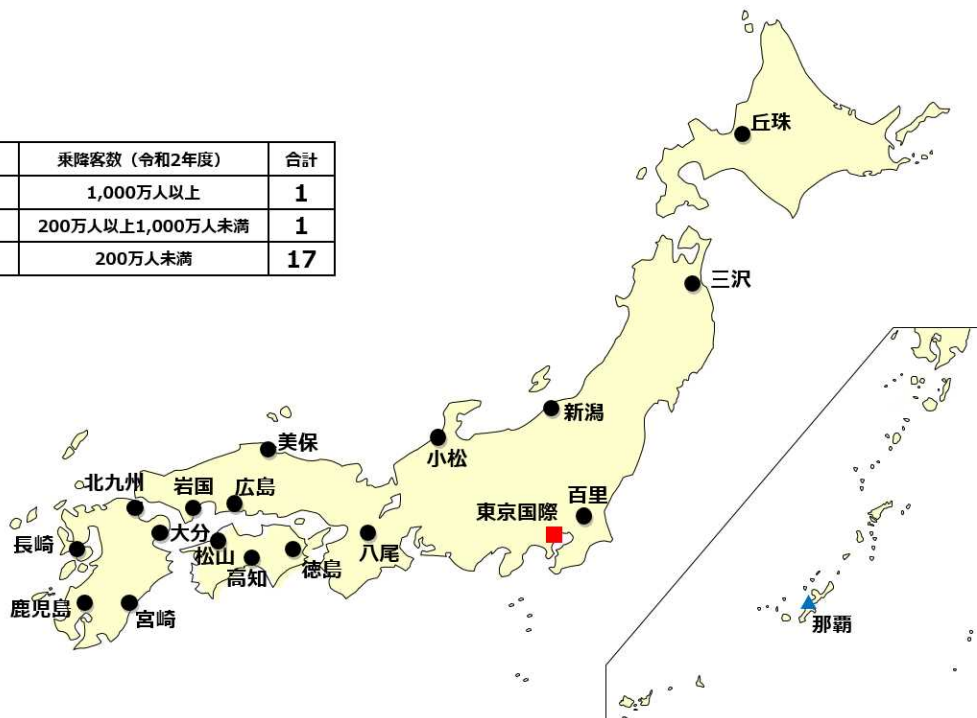 乗降客数（令和2年度） 合計
1,000万人以上 1
200万人以上1,000万人未満 1
200万人未満 17
丘珠
三沢
新潟
小松
美保
北九州
岩国
広島
百里
東京国際
大分
松山
高知
徳島
八尾
長崎
鹿児島
宮崎
那覇